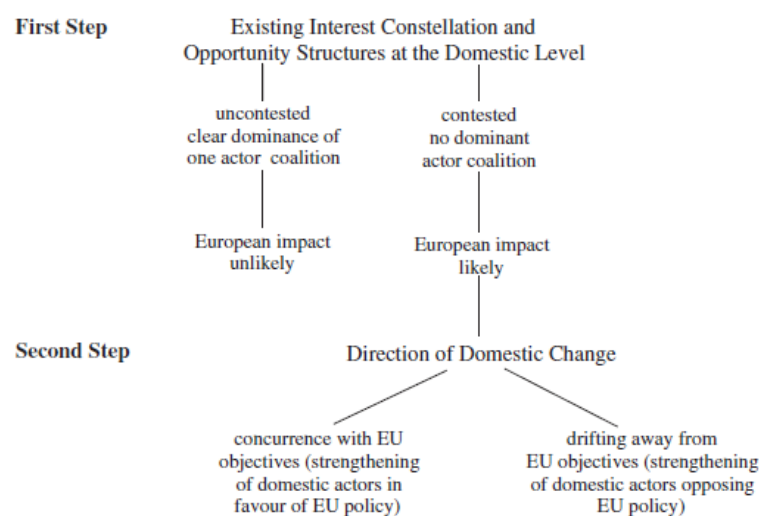 First Step
Existing Interest Constellation and
Opportunity Structures at the Domestic Level
uncontested
clear dominance of
one actor coalition
contested
no dominant
actor coalition
European impact
unlikely
European impact
likely
Second Step
Direction of Domestic Change
concurrence with EU
objectives (strengthening
of domestic actors in
favour of EU policy)
drifting away from
EU objectives (strengthening
of domestic actors opposing
EU policy)